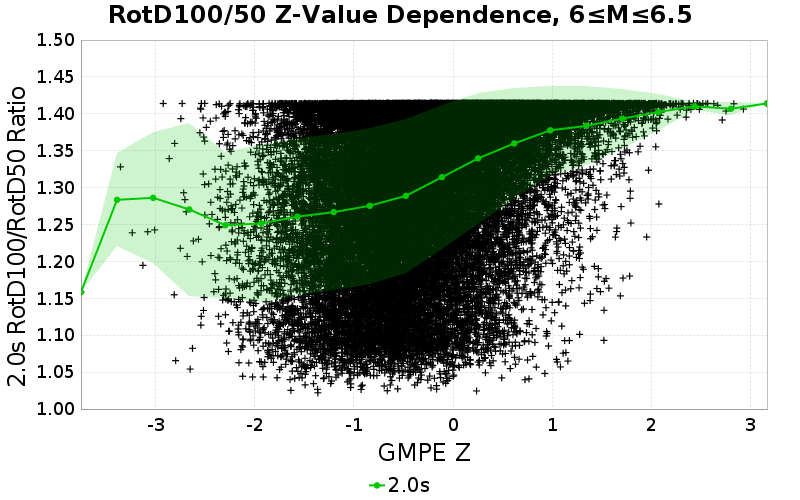 RotD100/50 Z-Value Dependence, 6≤M≤6.5
1.50
1.45
1.40
1.35
1.30
1.25
1.20
1.15
1.10
1.05
1.00
2.0s RotD100/RotD50 Ratio
-3 -2 -1 0 1 2 3
GMPE Z
2.0s